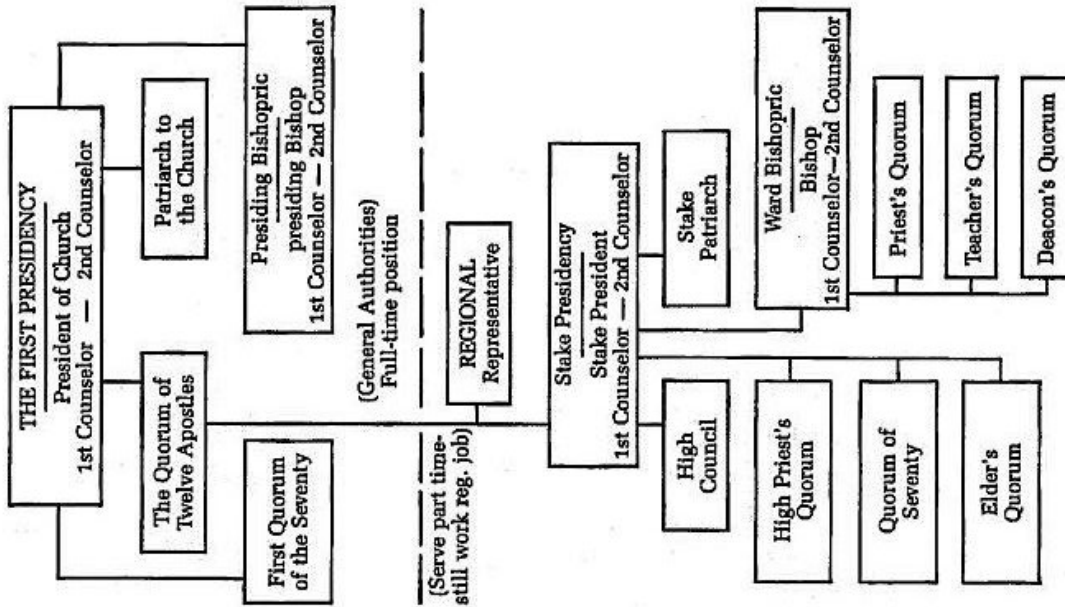 THE FIRST PRESIDENCY
President of Church
1st Counselor — 2nd Counselor
The Quorum of
Twelve Apostles
Patriarch to
the Church
First Quorum
of the Seventy
Presiding Bishopric
presiding Bishop
1st Counselor — 2nd Counselor
(General Authorities)
Full-time position
(Serve part time-
still work reg. job)
REGIONAL
Representative
Stake Presidency
Stake President
1st Counselor — 2nd Counselor
High
Council
Stake
Patriarch
High Priest's
Quorum
Quorum of
Seventy
Elder's
Quorum
Ward Bishopric
Bishop
1st Counselor—2nd Counselor
Priest's Quorum
Teacher's Quorum
Deacon's Quorum